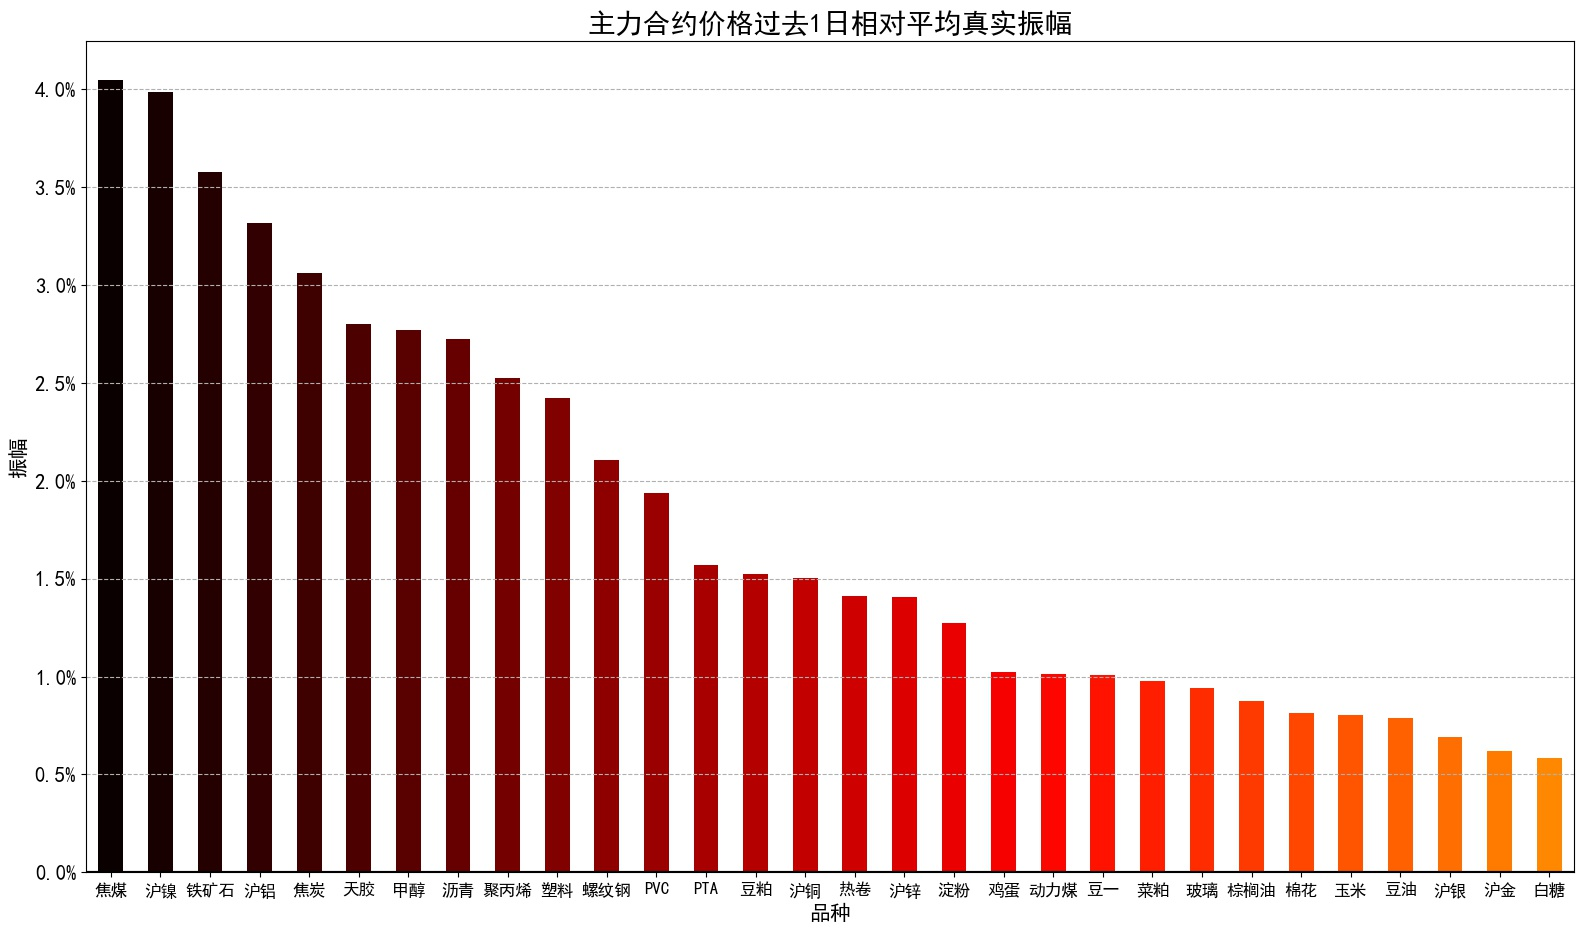 主力合约价格过去1日相对平均真实振幅
4.0%
3.5%
3.0%
2.5%
2.0%
1.5%
1.0%
0.5%
0.0%
振幅
焦煤 沪镍 铁矿石 沪铝 焦炭 天胶 甲醇 沥青 聚丙烯 塑料 螺纹钢 PVC PTA 豆粕 沪铜 热卷 沪锌 淀粉 鸡蛋 动力煤 豆一 菜粕 玻璃 棕榈油 棉花 玉米 豆油 沪银 沪金 白糖
品种